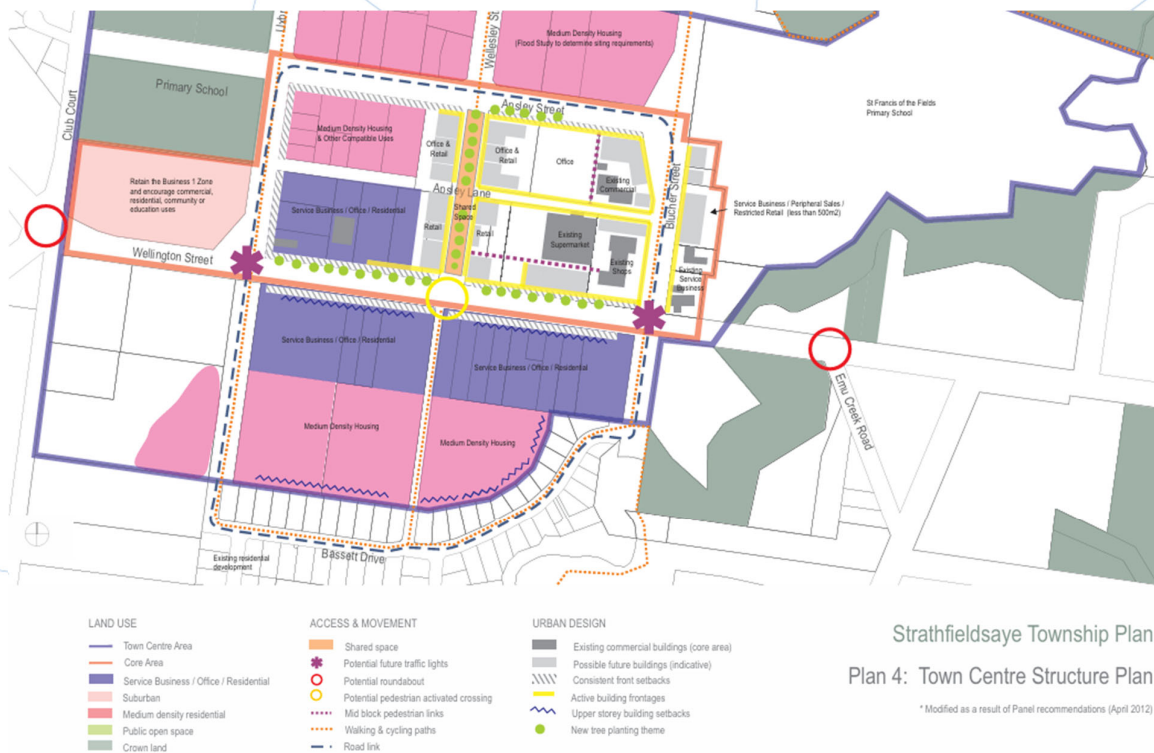 Club Court
Primary School
Wellesley St
Medium Density Housing
(Flood Study to determine siting requirements)
Apsley Street
St Francis of the Fields
Primary School
Medium Density Housing
& Other Compatible Uses
Office &
Retail
Office &
Retail
Office
Existing
Commercial
Blucher Street
Retain the Business 1 Zone
and encourage commercial,
residential, community or
education uses
Apsley Lane
Service Business / Office / Residential
Shared
Space
Retail
Retail
Existing
Supermarket
Existing
Shops
Service Business / Peripheral Sales /
Restricted Retail (less than 500m2)
Existing
Service
business
Wellington Street
Service Business / Office / Residential
Service Business / Office / Residential
Emu Creek Road
Medium Density Housing
Medium Density Housing
Bassett Drive
Existing residential
development
LAND USE
Town Centre Area
Core Area
Service Business / Office / Residential
Suburban
Medium density residential
Public open space
Crown land
ACCESS & MOVEMENT
Shared space
Potential future traffic lights
Potential roundabout
Potential pedestrian activated crossing
Mid block pedestrian links
Walking & cycling paths
Road link
URBAN DESIGN
Existing commercial buildings (core area)
Possible future buildings (indicative)
Consistent front setbacks
Active building frontages
Upper storey building setbacks
New tree planting theme
Strathfieldsaye Township Plan
Plan 4: Town Centre Structure Plan
* Modified as a result of Panel recommendations (April 2012)